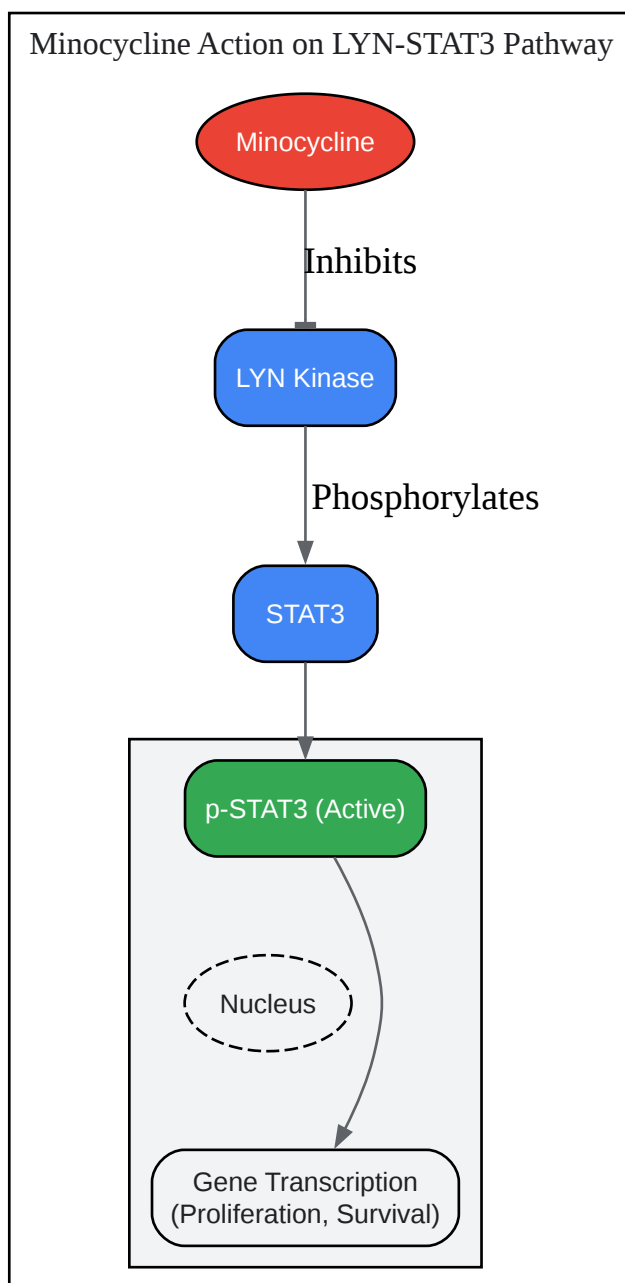 Minocycline Action on LYN-STAT3 Pathway
Minocycline
Inhibits
LYN Kinase
Phosphorylates
STAT3
p-STAT3 (Active)
Nucleus
Gene Transcription
(Proliferation, Survival)